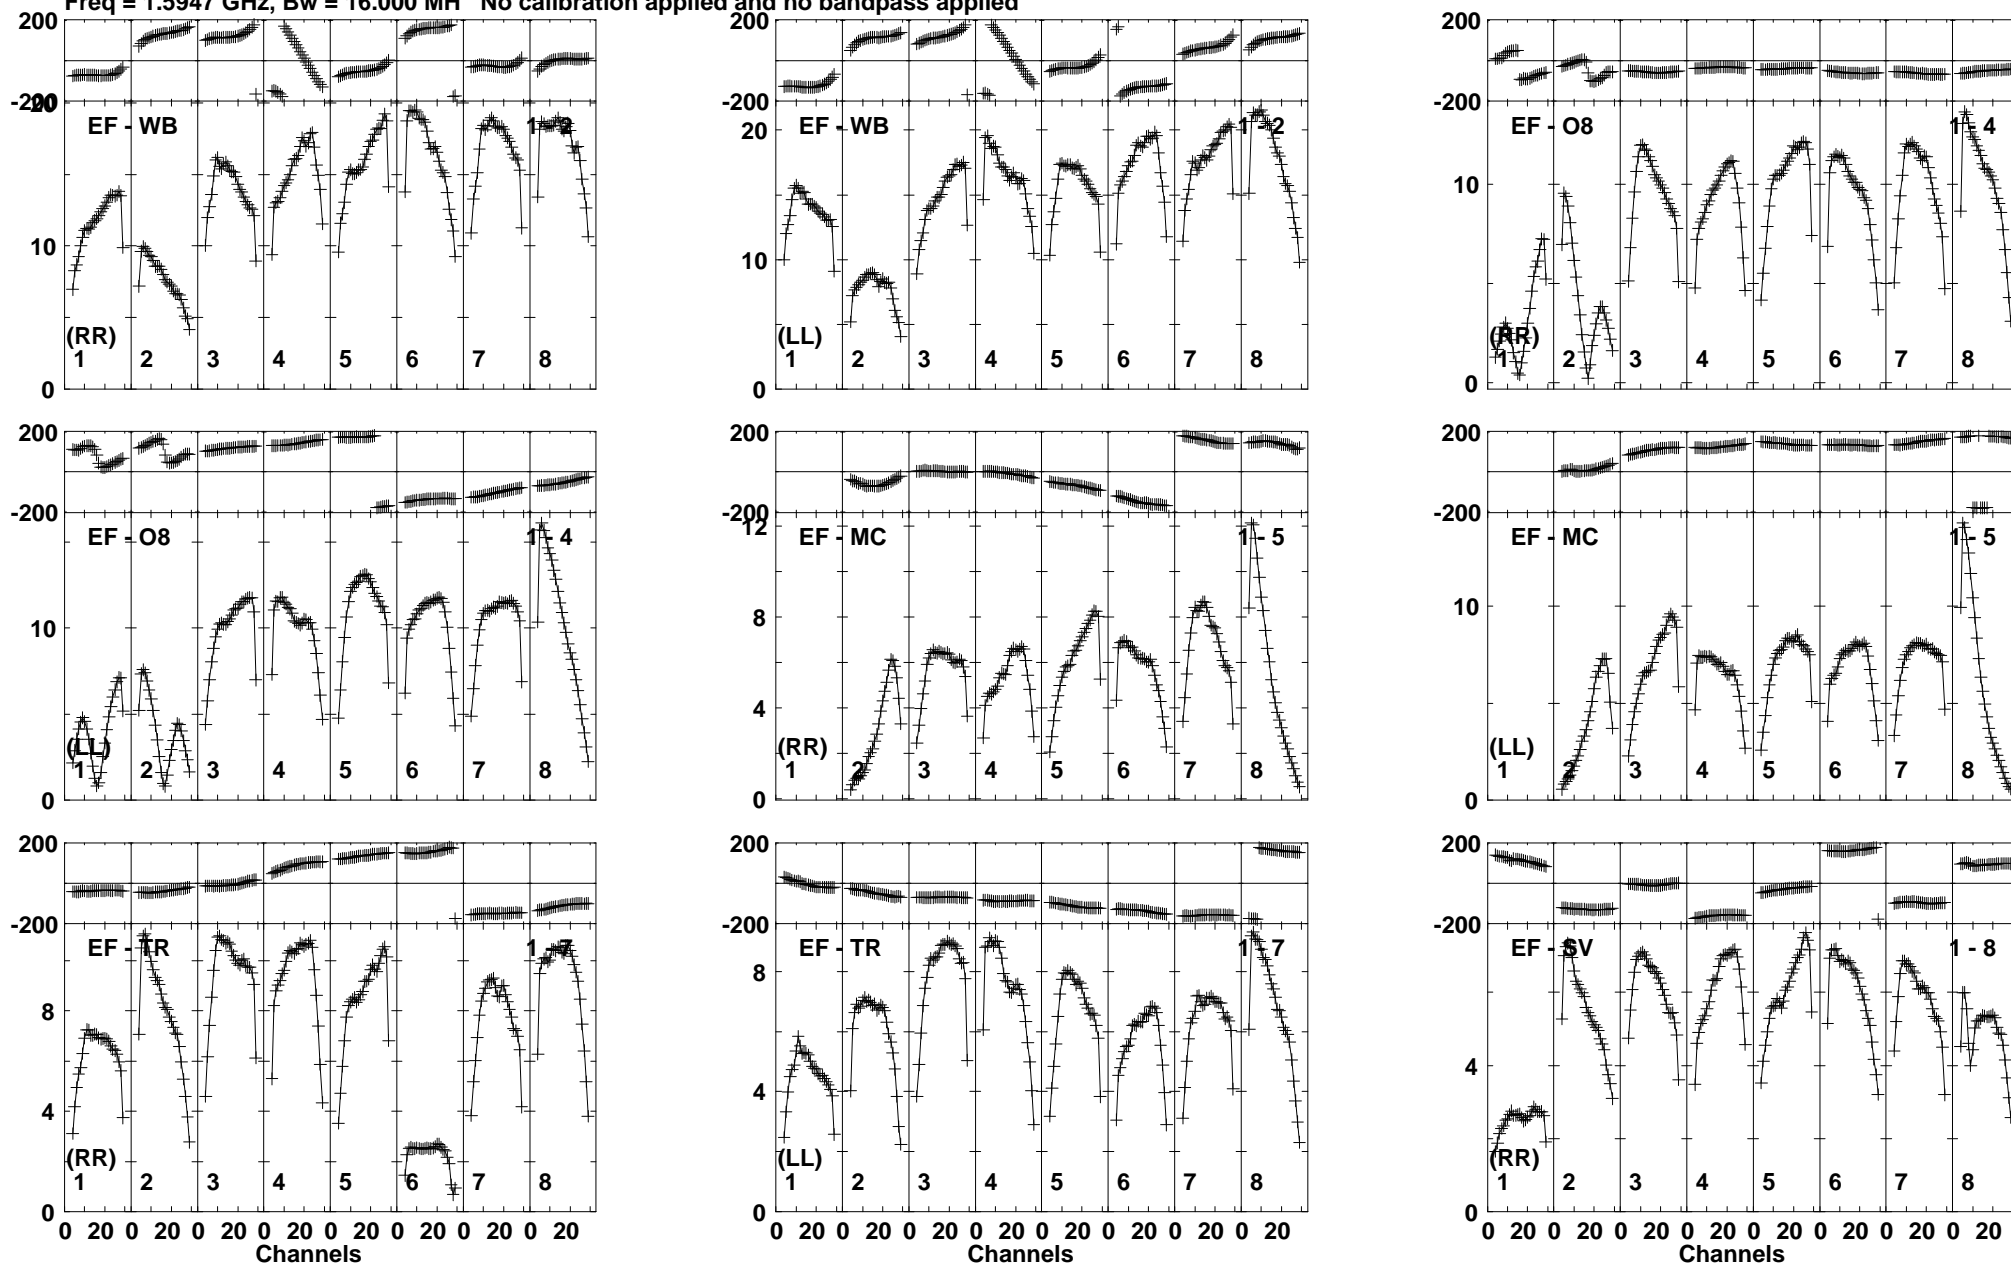 Freq = 1.5947 GHz, Bw = 16.000 MH No calibration applied and no bandpass applied
200 200 200
-200 -200 -200
20 EF - WB 1 - 2 20 EF - WB 1 - 2 EF - O8 1 - 4
10 10 10
(RR) (LL) (RR)
1 2 3 4 5 6 7 8 1 2 3 4 5 6 7 8 1 2 3 4 5 6 7 8
0 0 0
200 200 200
-200 -200 -200
EF - O8 1 - 4 12 EF - MC 1 - 5 EF - MC 1 - 5
10 8 10
4
(LL) (RR) (LL)
1 2 3 4 5 6 7 8 1 2 3 4 5 6 7 8 1 2 3 4 5 6 7 8
0 0 0
200 200 200
-200 -200 -200
EF - TR 1 - 7 EF - TR 1 - 7 EF - SV 1 - 8
8 8
4 4 4
(RR) (LL) (RR)
1 2 3 4 5 6 7 8 1 2 3 4 5 6 7 8 1 2 3 4 5 6 7 8
0 0 0
0 20 0 20 0 20 0 20 0 20 0 20 0 20 0 20 0 20 0 20 0 20 0 20 0 20 0 20 0 20 0 20 0 20 0 20 0 20 0 20 0 20 0 20 0 20 0 20
Channels Channels Channels